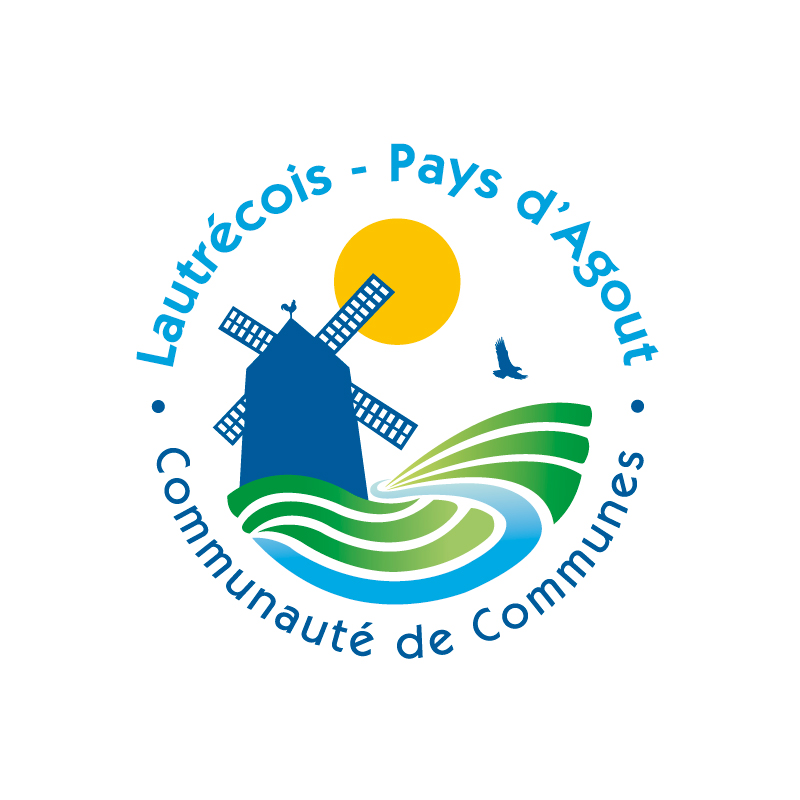 Lautrécois - Pays d'Agout
• Communauté de Communes •